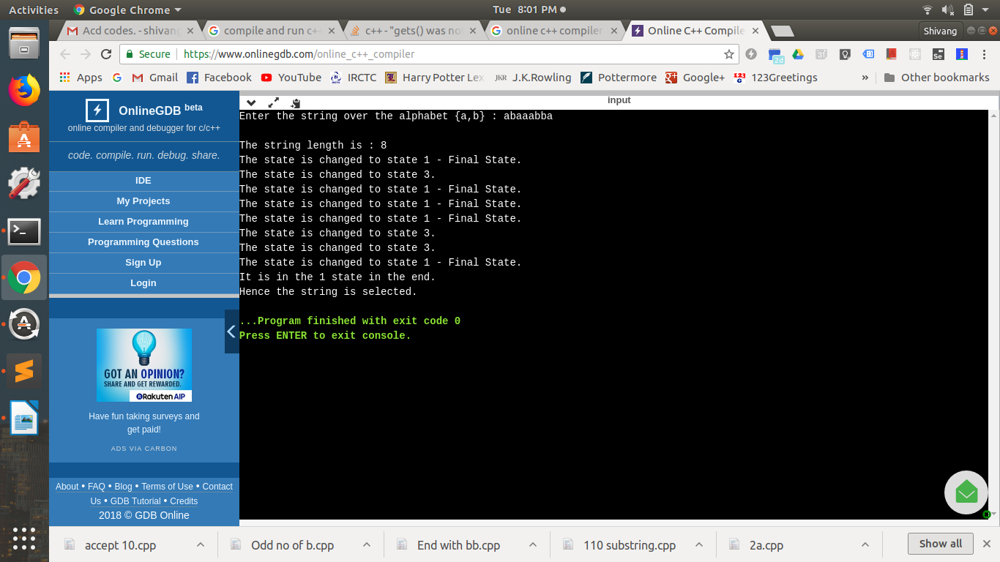 Activities Google Chrome Tue 8:01 PM
Acd codes. - shivang compile and run c++ c++ - "gets() was no online c++ compiler Online C++ Compile Shivang
Secure https://www.onlinegdb.com/online_c++_compiler 2d 31 Se
Apps Gmail Facebook YouTube IRCTC Harry Potter Lex JKR J.K.Rowling Pottermore Google+ 123Greetings » Other bookmarks
OnlineGDB beta
online compiler and debugger for c/c++
code. compile. run. debug. share.
IDE
My Projects
Learn Programming
Programming Questions
Sign Up
Login
GOT AN OPINION?
SHARE AND GET REWARDED.
Rakuten AIP
Have fun taking surveys and
get paid!
ADS VIA CARBON
About • FAQ • Blog • Terms of Use • Contact
Us • GDB Tutorial • Credits
2018 © GDB Online
input
Enter the string over the alphabet {a,b} : abaaabba
The string length is : 8
The state is changed to state 1 - Final State.
The state is changed to state 3.
The state is changed to state 1 - Final State.
The state is changed to state 1 - Final State.
The state is changed to state 1 - Final State.
The state is changed to state 3.
The state is changed to state 3.
The state is changed to state 1 - Final State.
It is in the 1 state in the end.
Hence the string is selected.
...Program finished with exit code 0
Press ENTER to exit console.
accept 10.cpp Odd no of b.cpp End with bb.cpp 110 substring.cpp 2a.cpp Show all